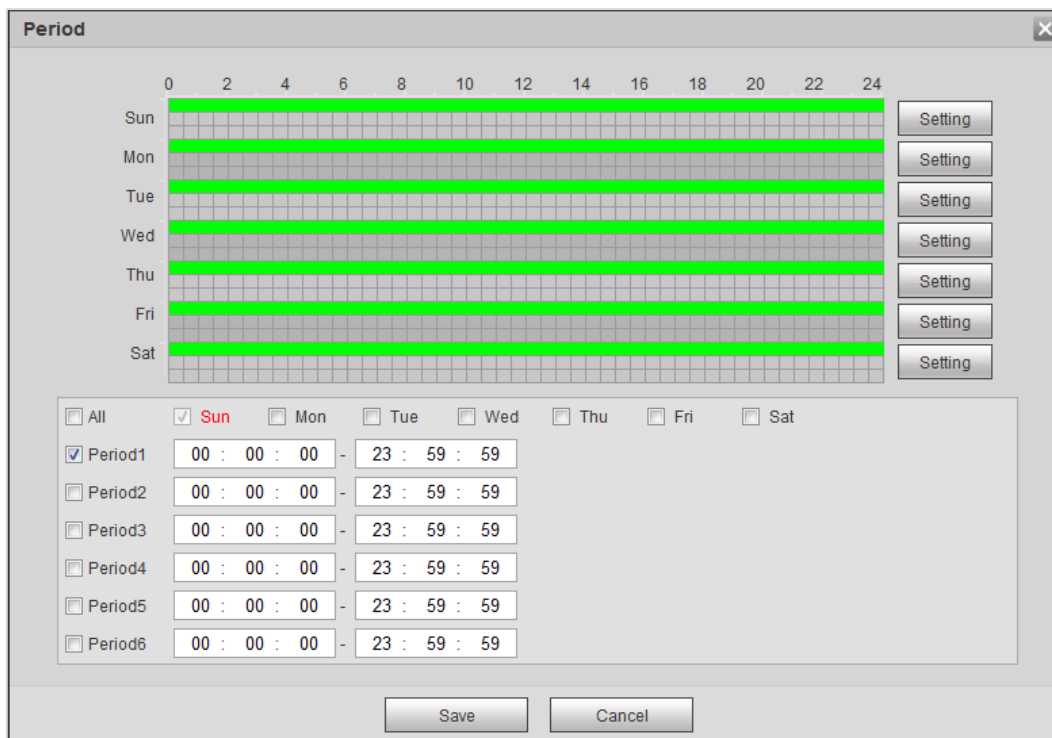 Period
0 2 4 6 8 10 12 14 16 18 20 22 24
Sun Setting
Mon Setting
Tue Setting
Wed Setting
Thu Setting
Fri Setting
Sat Setting
All Sun Mon Tue Wed Thu Fri Sat
Period1 00 : 00 : 00 - 23 : 59 : 59
Period2 00 : 00 : 00 - 23 : 59 : 59
Period3 00 : 00 : 00 - 23 : 59 : 59
Period4 00 : 00 : 00 - 23 : 59 : 59
Period5 00 : 00 : 00 - 23 : 59 : 59
Period6 00 : 00 : 00 - 23 : 59 : 59
Save Cancel